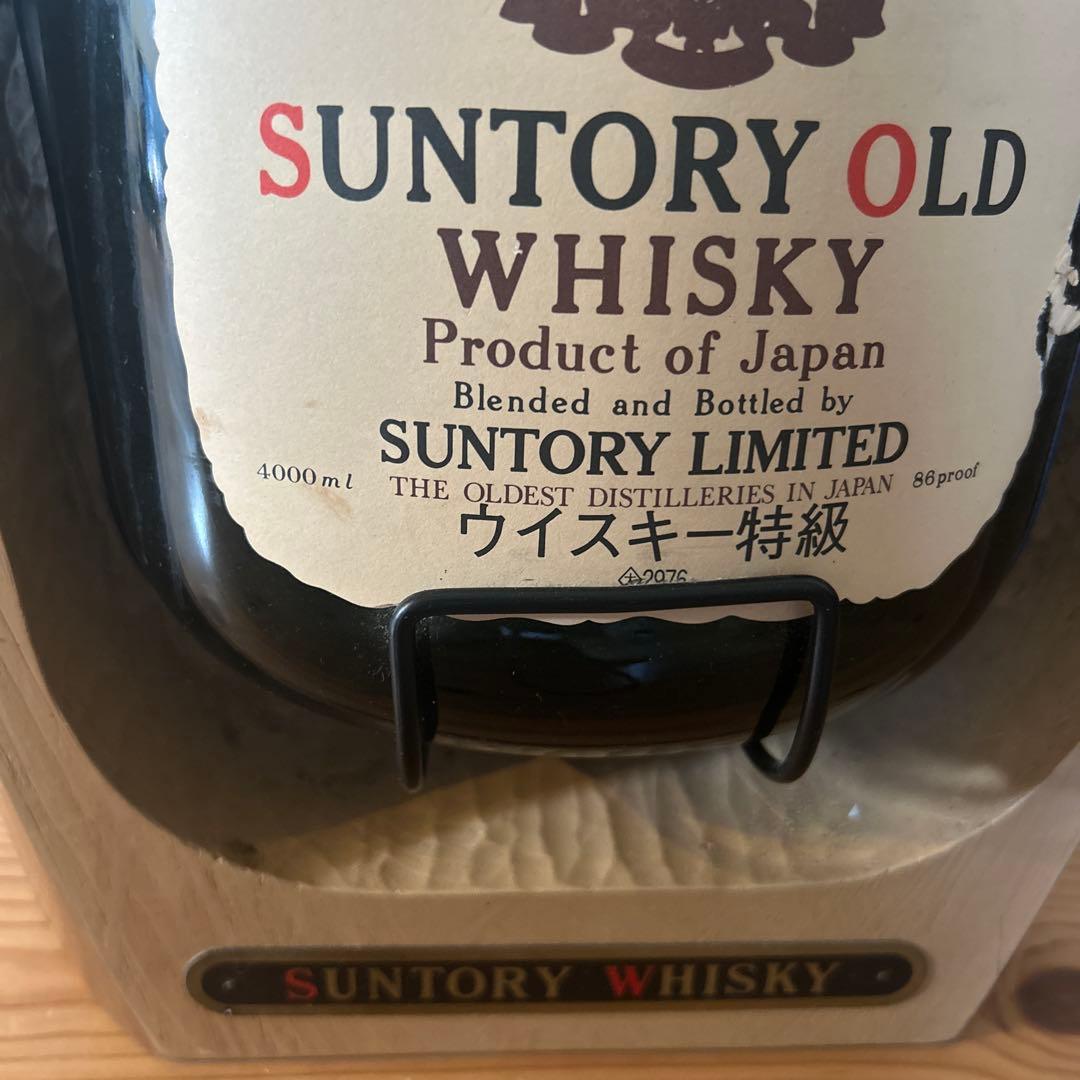 SUNTORY OLD
WHISKY
Product of Japan
Blended and Bottled by
SUNTORY LIMITED
4000ml THE OLDEST DISTILLERIES IN JAPAN 86proof
ウイスキー特級
2976
SUNTORY WHISKY